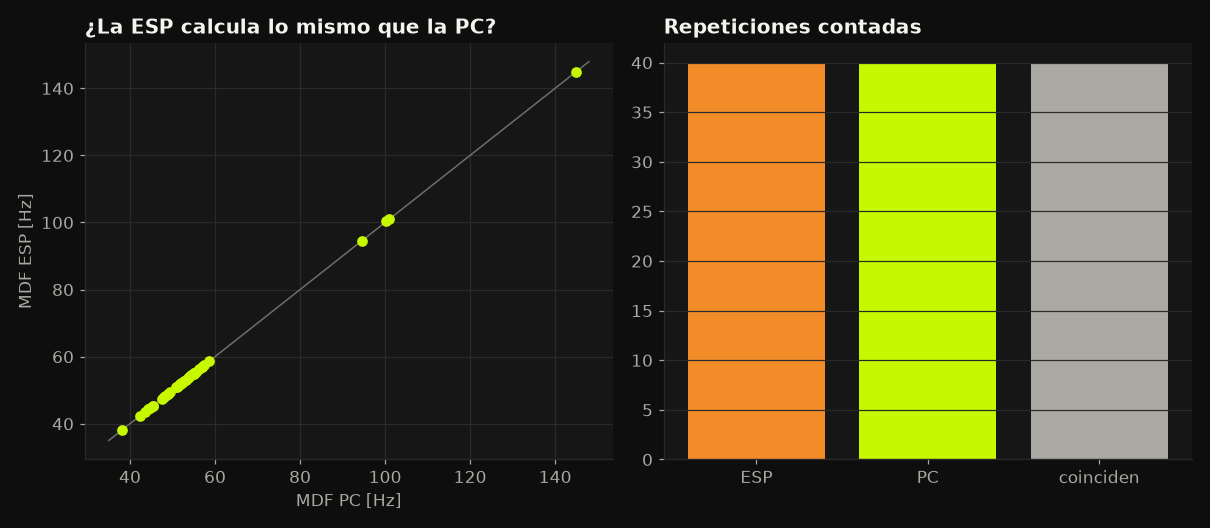 ¿La ESP calcula lo mismo que la PC?
MDF ESP [Hz]
140
120
100
80
60
40
40 60 80 100 120 140
MDF PC [Hz]
Repeticiones contadas
40
35
30
25
20
15
10
5
0
ESP PC coinciden